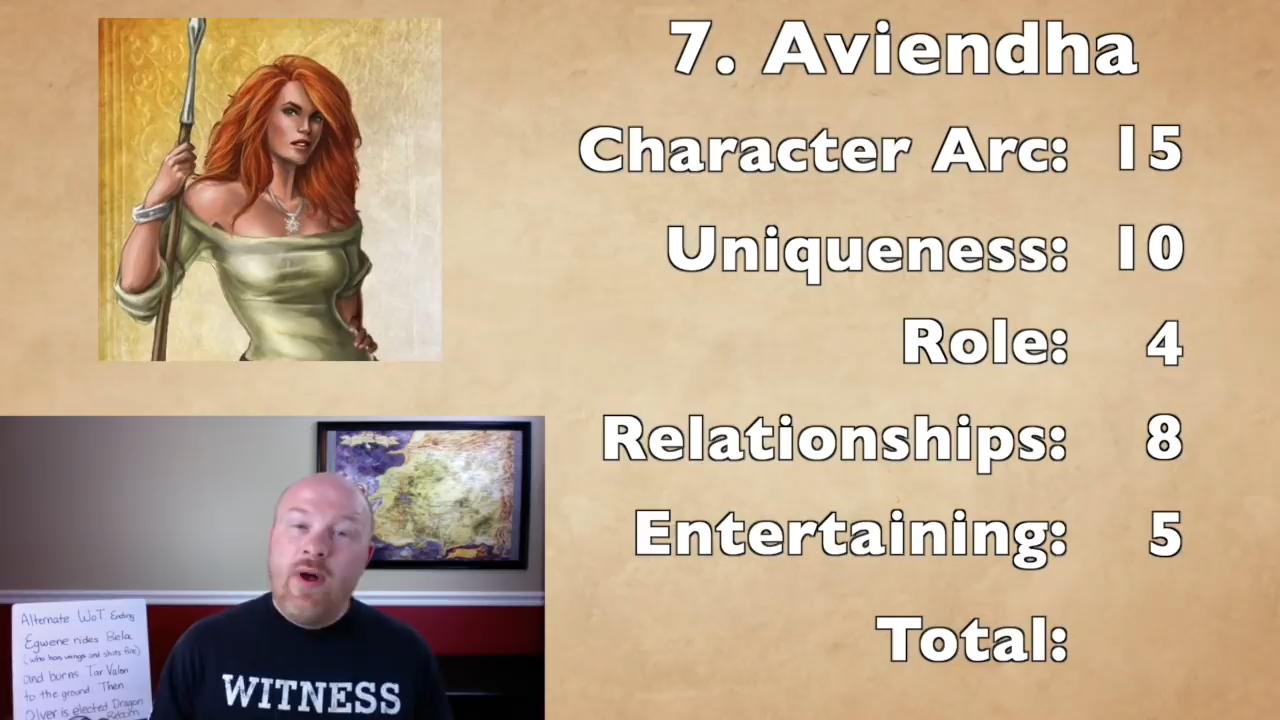 7. Aviendha
Character Arc: 15
Uniqueness: 10
Role: 4
Relationships: 8
Entertaining: 5
Total:
Alternate WoT Ending
Egwene rides Bela
(who has wings and shits fire)
and burns Tar Valon
to the ground. Then
Olver is elected Dragon
Reborn
WITNESS